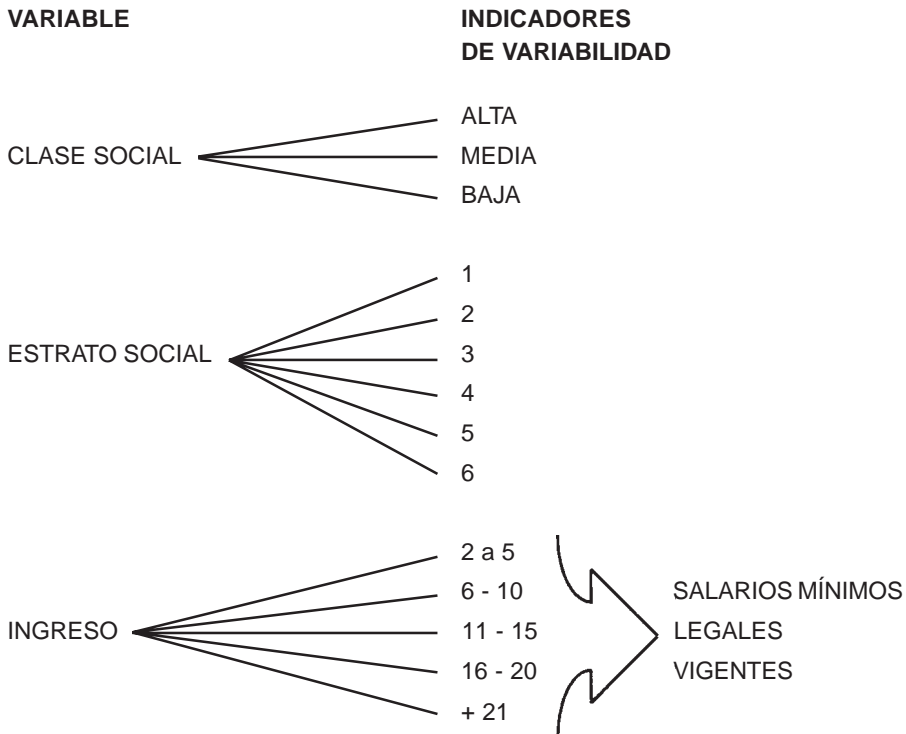 VARIABLE
INDICADORES
DE VARIABILIDAD
CLASE SOCIAL
ALTA
MEDIA
BAJA
ESTRATO SOCIAL
1
2
3
4
5
6
INGRESO
2 a 5
6 - 10
11 - 15
16 - 20
+ 21
SALARIOS MÍNIMOS
LEGALES
VIGENTES